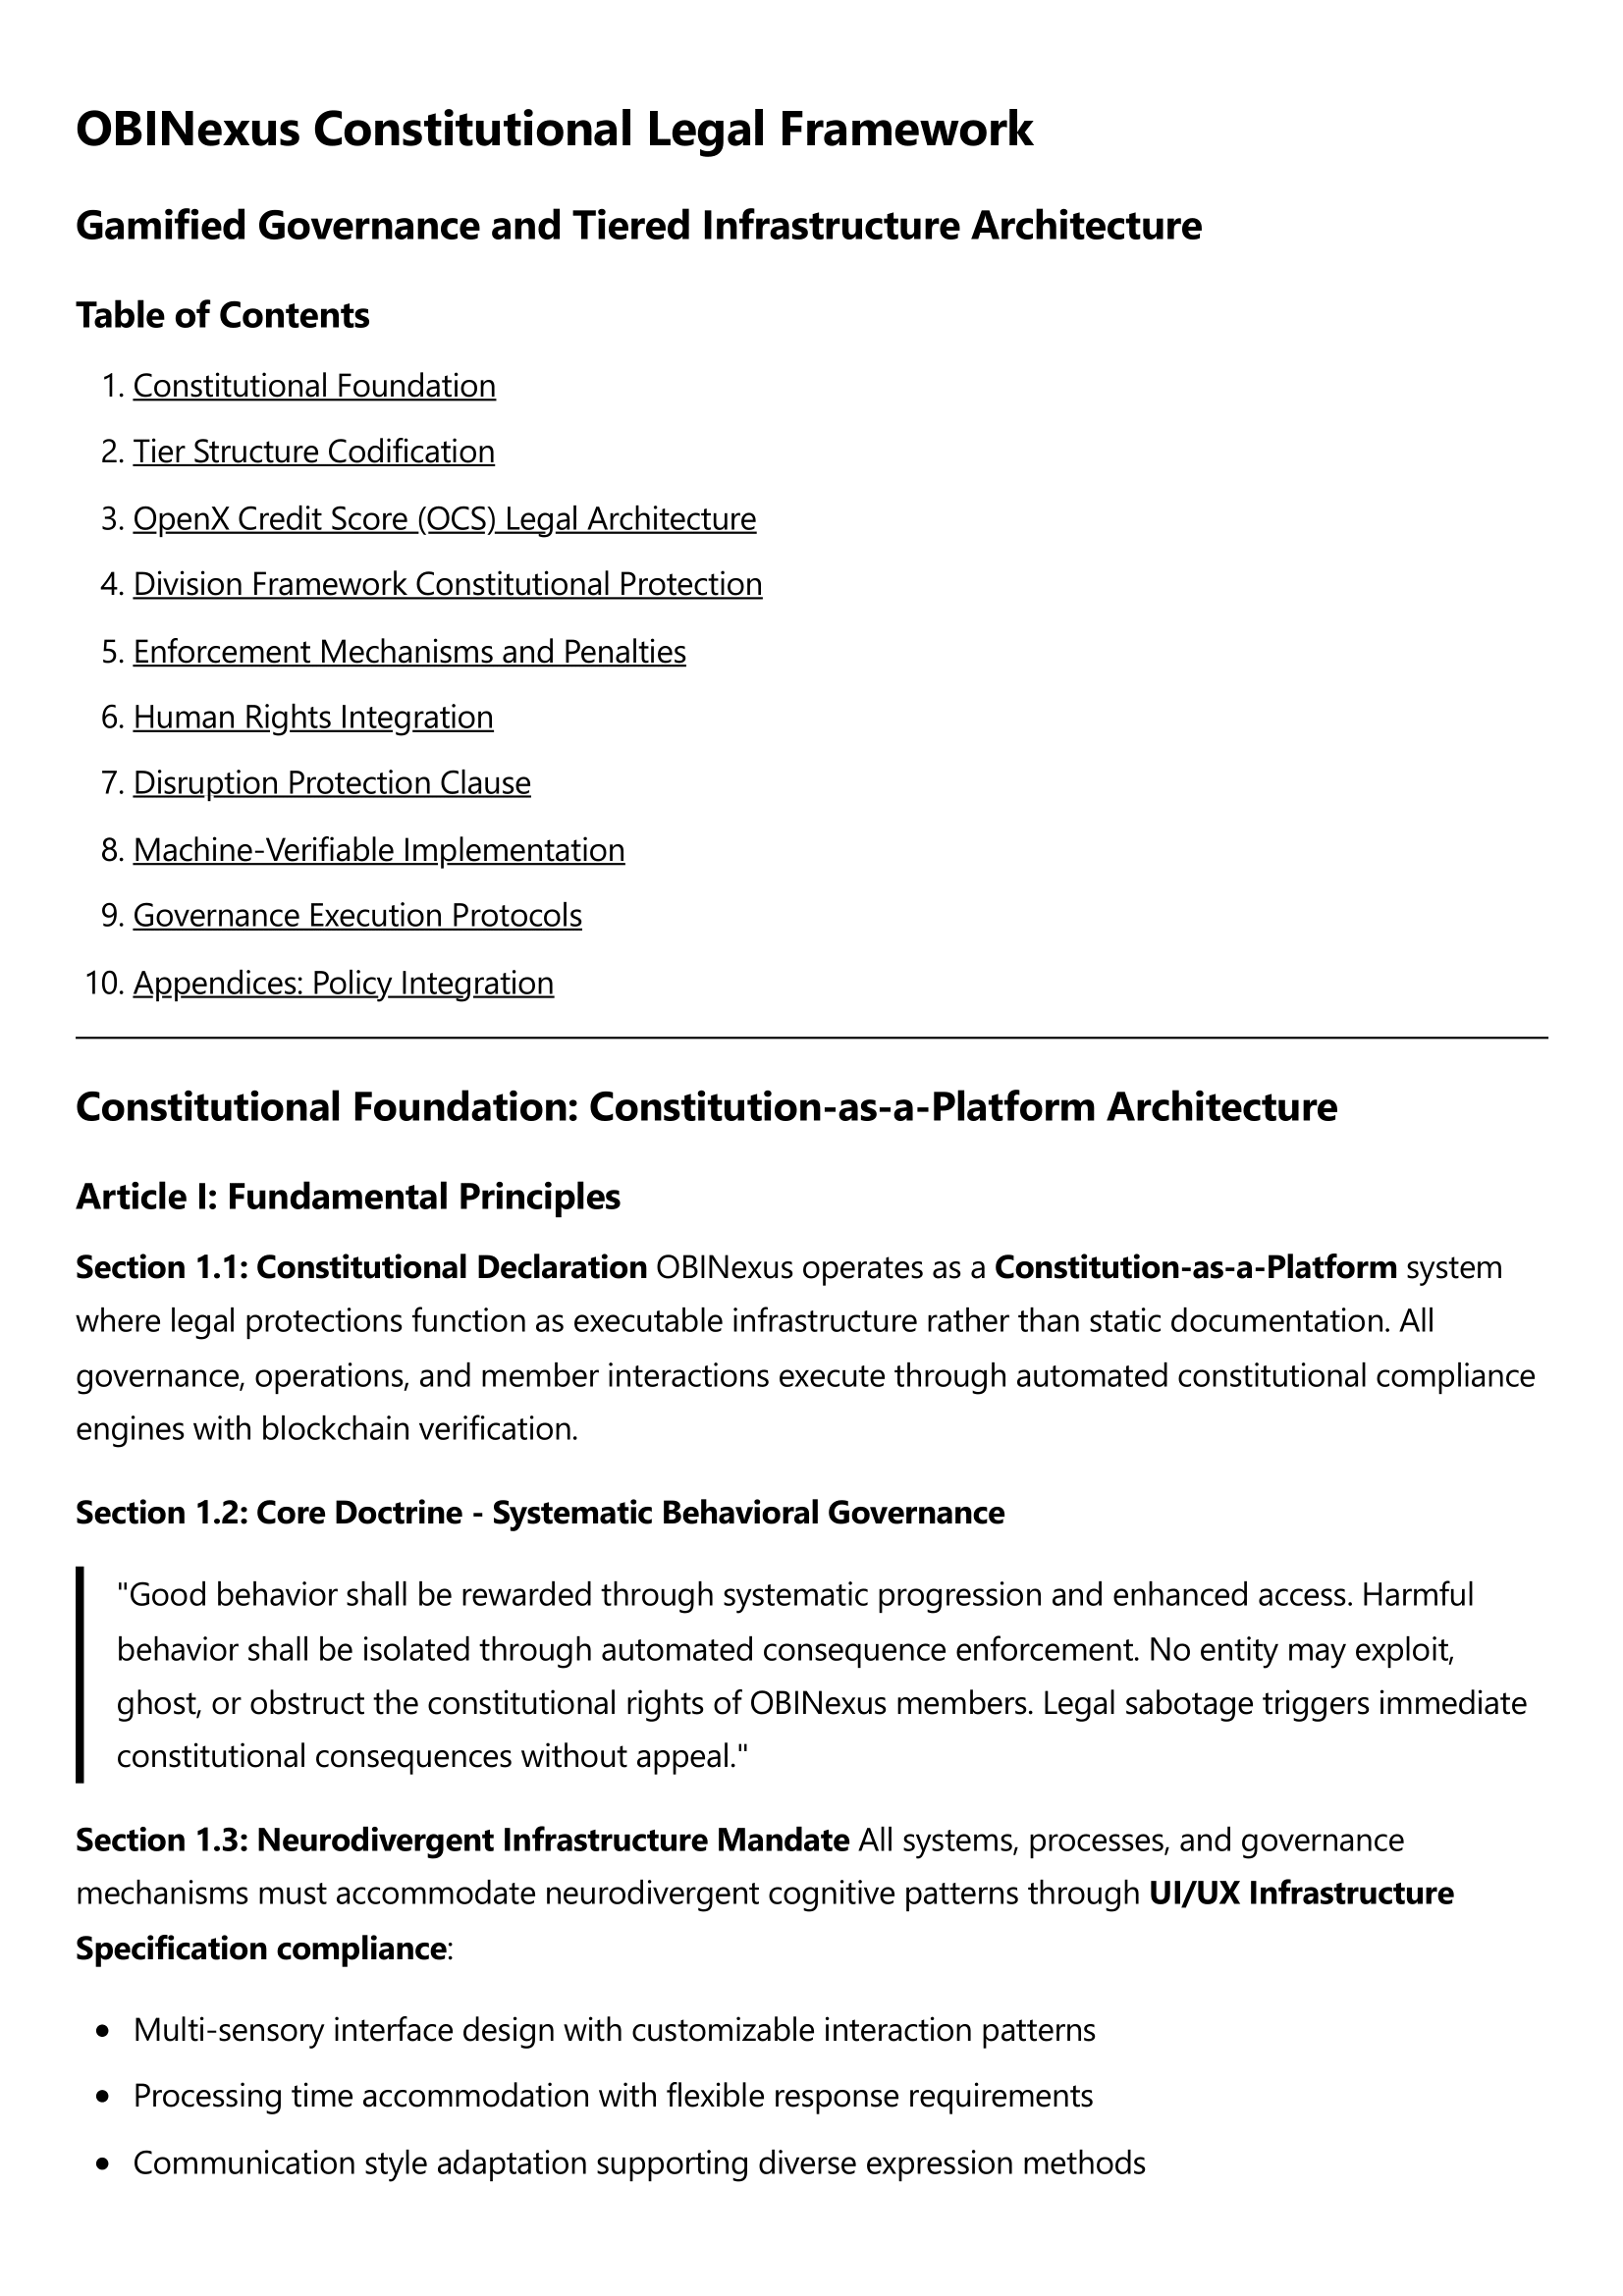 OBINexus Constitutional Legal Framework
Gamified Governance and Tiered Infrastructure Architecture
Table of Contents
1. Constitutional Foundation
2. Tier Structure Codification
3. OpenX Credit Score (OCS) Legal Architecture
4. Division Framework Constitutional Protection
5. Enforcement Mechanisms and Penalties
6. Human Rights Integration
7. Disruption Protection Clause
8. Machine-Verifiable Implementation
9. Governance Execution Protocols
10. Appendices: Policy Integration
Constitutional Foundation: Constitution-as-a-Platform Architecture
Article I: Fundamental Principles
Section 1.1: Constitutional Declaration OBINexus operates as a Constitution-as-a-Platform system
where legal protections function as executable infrastructure rather than static documentation. All
governance, operations, and member interactions execute through automated constitutional compliance
engines with blockchain verification.
Section 1.2: Core Doctrine - Systematic Behavioral Governance
"Good behavior shall be rewarded through systematic progression and enhanced access. Harmful
behavior shall be isolated through automated consequence enforcement. No entity may exploit,
ghost, or obstruct the constitutional rights of OBINexus members. Legal sabotage triggers immediate
constitutional consequences without appeal."
Section 1.3: Neurodivergent Infrastructure Mandate All systems, processes, and governance
mechanisms must accommodate neurodivergent cognitive patterns through UI/UX Infrastructure
Specification compliance:
• Multi-sensory interface design with customizable interaction patterns
• Processing time accommodation with flexible response requirements
• Communication style adaptation supporting diverse expression methods